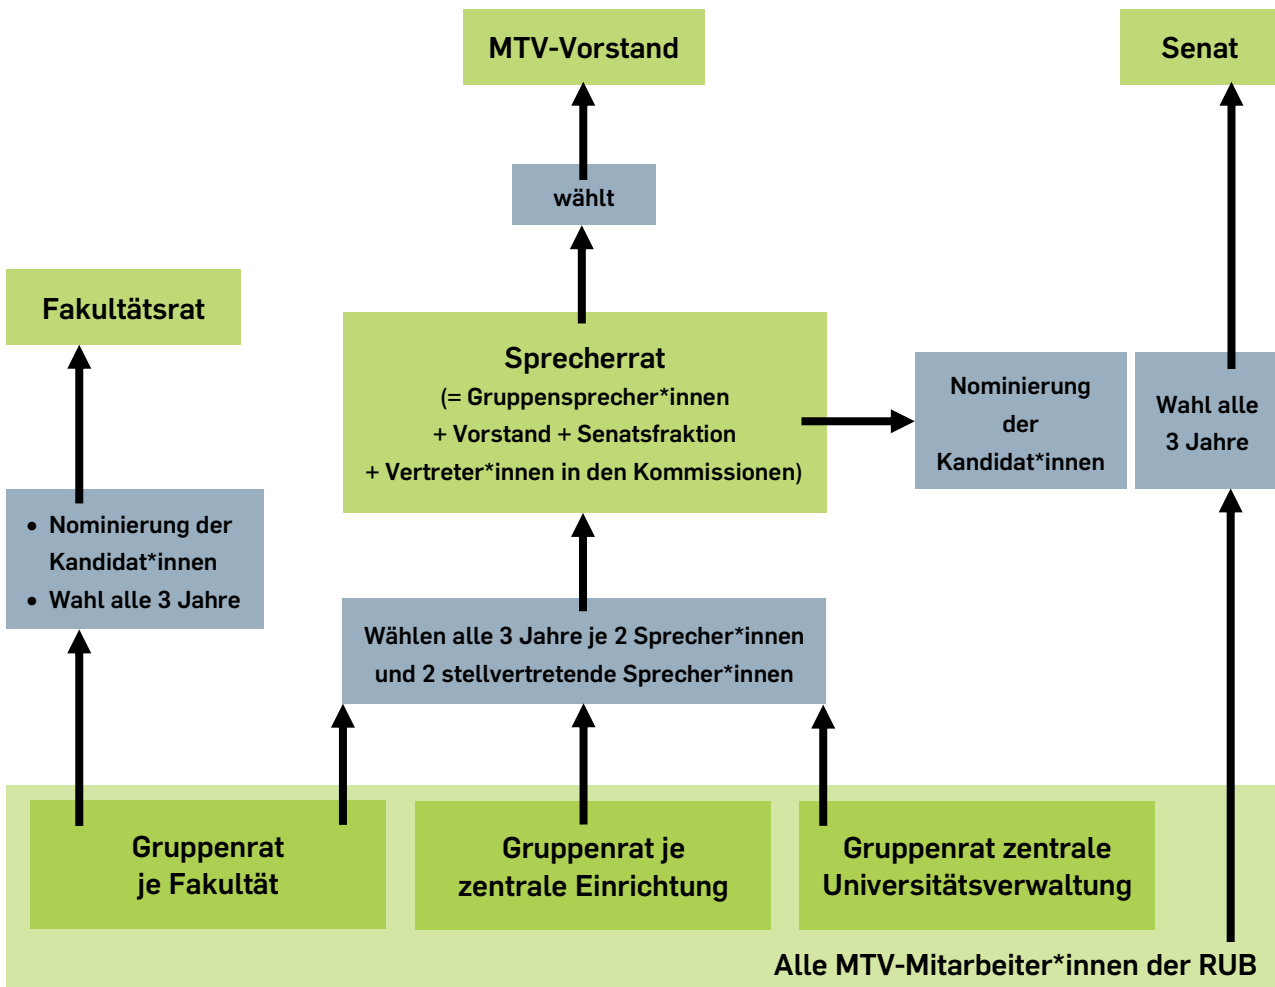 MTV-Vorstand
Senat
wählt
Fakultätsrat
Sprecherrat
(= Gruppensprecher*innen
+ Vorstand + Senatsfraktion
+ Vertreter*innen in den Kommissionen)
Nominierung
der
Kandidat*innen
Wahl alle
3 Jahre
• Nominierung der
Kandidat*innen
• Wahl alle 3 Jahre
Wählen alle 3 Jahre je 2 Sprecher*innen
und 2 stellvertretende Sprecher*innen
Gruppenrat
je Fakultät
Gruppenrat je
zentrale Einrichtung
Gruppenrat zentrale
Universitätsverwaltung
Alle MTV-Mitarbeiter*innen der RUB